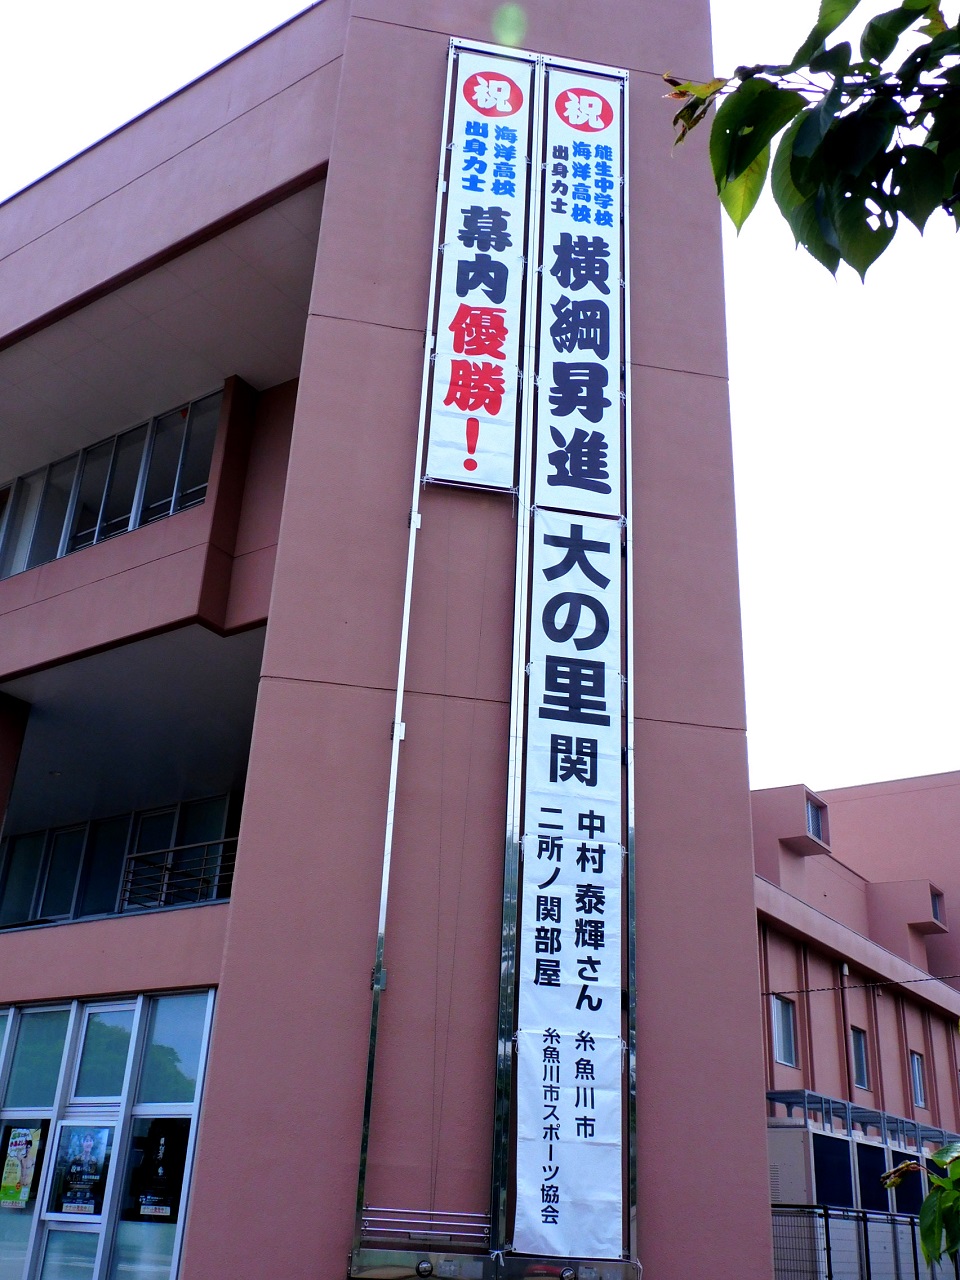 祝
能生中学校
海洋高校
出身力士
横綱昇進
大の里関
中村泰輝さん
二所ノ関部屋
糸魚川市
糸魚川市スポーツ協会
祝
海洋高校
出身力士
幕内優勝!